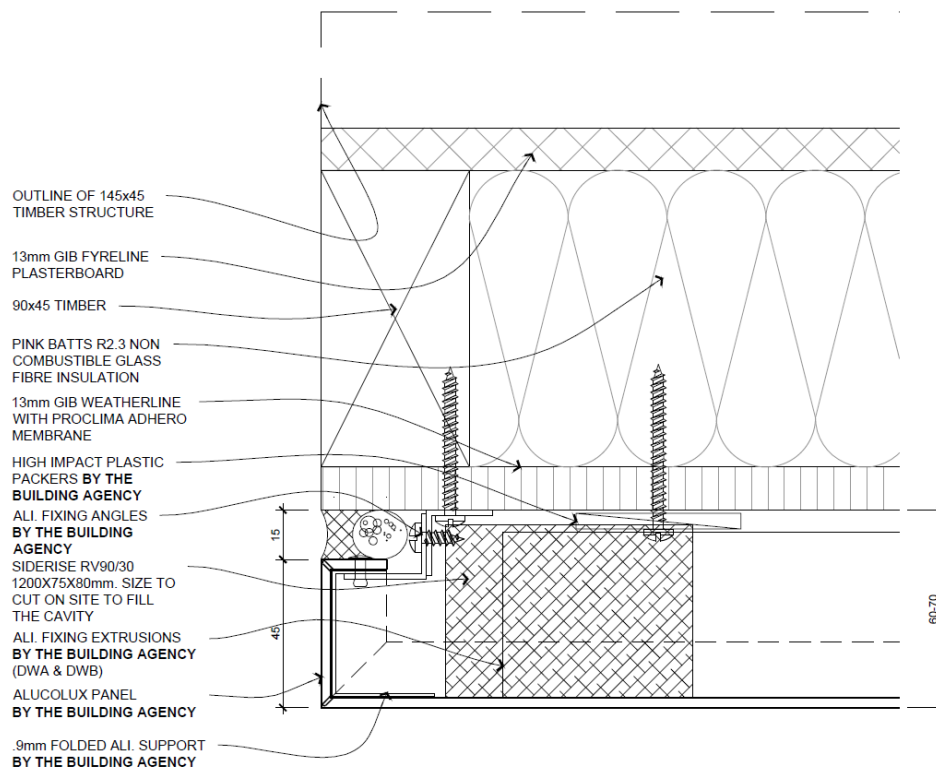 OUTLINE OF 145x45
TIMBER STRUCTURE
13mm GIB FYRELINE
PLASTERBOARD
90x45 TIMBER
PINK BATTS R2.3 NON
COMBUSTIBLE GLASS
FIBRE INSULATION
13mm GIB WEATHERLINE
WITH PROCLIMA ADHERO
MEMBRANE
HIGH IMPACT PLASTIC
PACKERS BY THE
BUILDING AGENCY
ALI. FIXING ANGLES
BY THE BUILDING
AGENCY
SIDERISE RV90/30
1200X75X80mm. SIZE TO
CUT ON SITE TO FILL
THE CAVITY
ALI. FIXING EXTRUSIONS
BY THE BUILDING AGENCY
(DWA & DWB)
ALUCOLUX PANEL
BY THE BUILDING AGENCY
.9mm FOLDED ALI. SUPPORT
BY THE BUILDING AGENCY
15
45
60-70